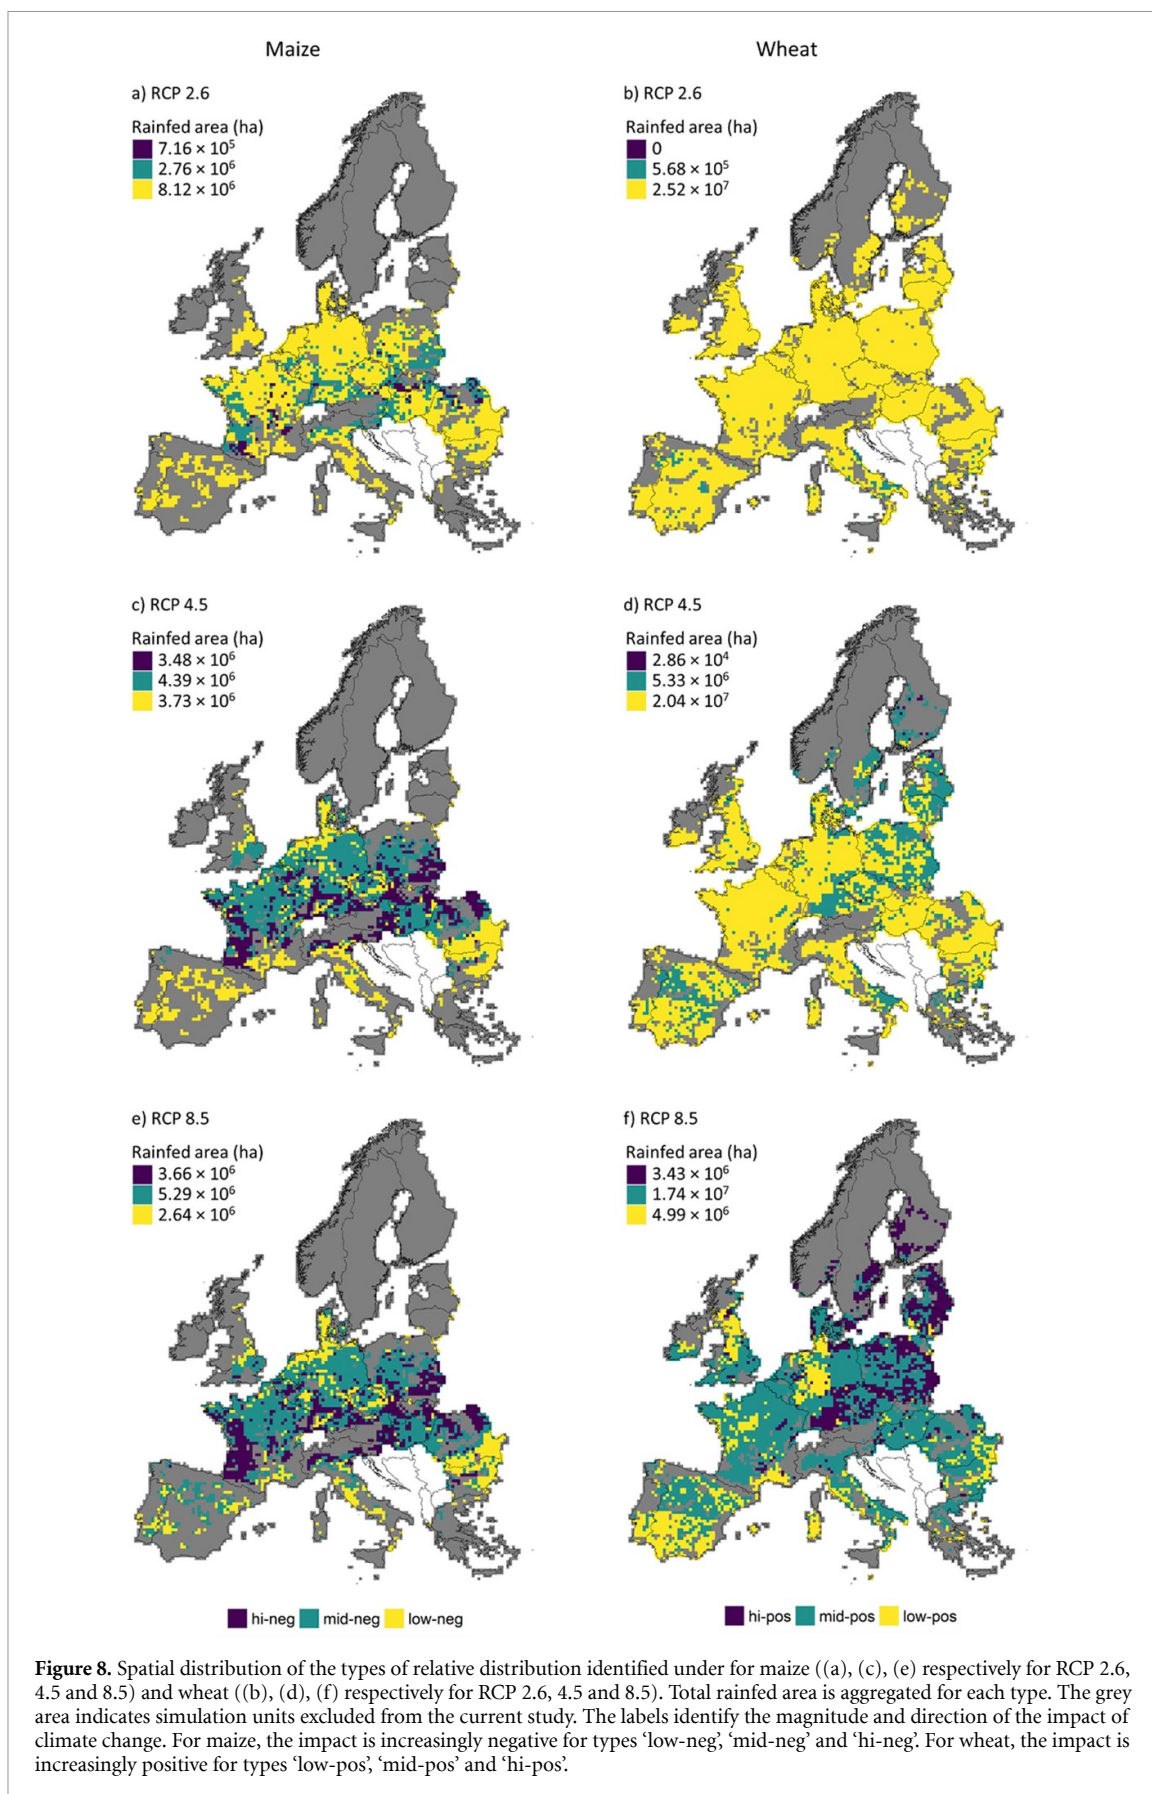 Maize
Wheat
a) RCP 2.6
Rainfed area (ha)
7.16 × 10⁵
2.76 × 10⁶
8.12 × 10⁶
b) RCP 2.6
Rainfed area (ha)
0
5.68 × 10⁵
2.52 × 10⁷
c) RCP 4.5
Rainfed area (ha)
3.48 × 10⁶
4.39 × 10⁶
3.73 × 10⁶
d) RCP 4.5
Rainfed area (ha)
2.86 × 10⁴
5.33 × 10⁶
2.04 × 10⁷
e) RCP 8.5
Rainfed area (ha)
3.66 × 10⁶
5.29 × 10⁶
2.64 × 10⁶
f) RCP 8.5
Rainfed area (ha)
3.43 × 10⁶
1.74 × 10⁷
4.99 × 10⁶
hi-neg mid-neg low-neg
hi-pos mid-pos low-pos
Figure 8. Spatial distribution of the types of relative distribution identified under for maize ((a), (c), (e) respectively for RCP 2.6,
4.5 and 8.5) and wheat ((b), (d), (f) respectively for RCP 2.6, 4.5 and 8.5). Total rainfed area is aggregated for each type. The grey
area indicates simulation units excluded from the current study. The labels identify the magnitude and direction of the impact of
climate change. For maize, the impact is increasingly negative for types ‘low-neg’, ‘mid-neg’ and ‘hi-neg’. For wheat, the impact is
increasingly positive for types ‘low-pos’, ‘mid-pos’ and ‘hi-pos’.